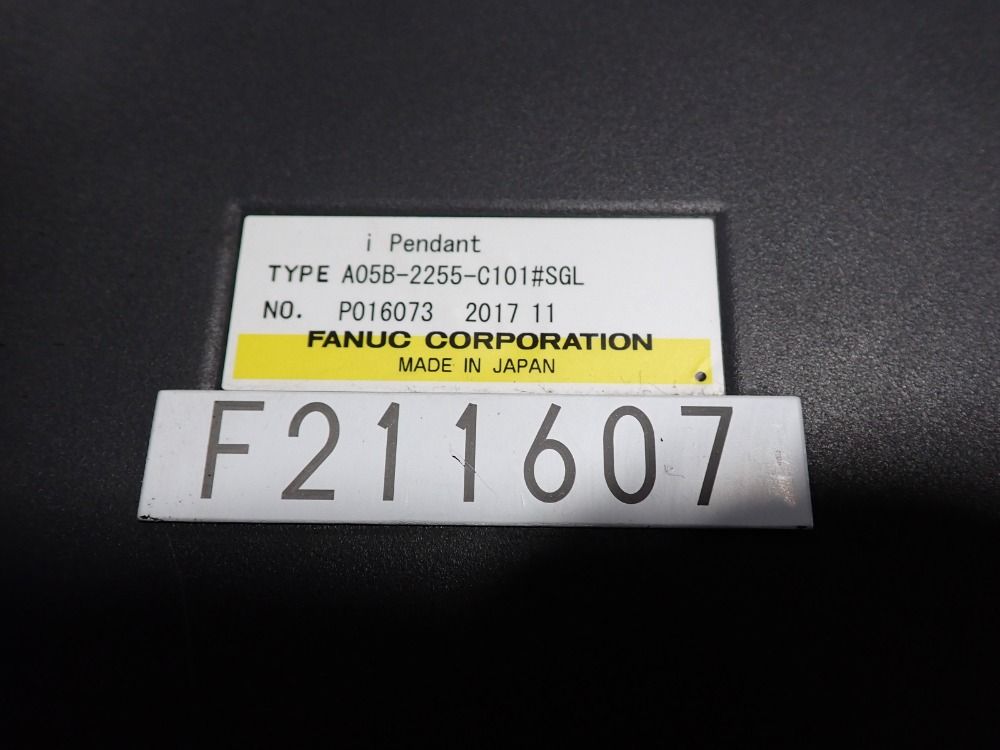 i Pendant
TYPE A05B-2255-C101#SGL
NO. P016073 2017 11
FANUC CORPORATION
MADE IN JAPAN
F211607